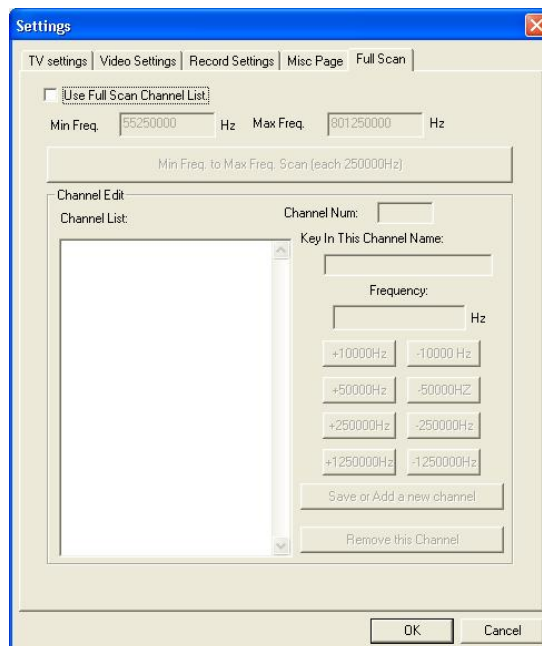 Settings
TV settings Video Settings Record Settings Misc Page Full Scan
Use Full Scan Channel List.
Min Freq. 55250000 Hz Max Freq. 801250000 Hz
Min Freq. to Max Freq. Scan (each 250000Hz)
Channel Edit
Channel List:
Channel Num:
Key In This Channel Name:
Frequency:
Hz
+10000Hz -10000 Hz
+50000Hz -50000HZ
+250000Hz -250000Hz
+1250000Hz -1250000Hz
Save or Add a new channel
Remove this Channel
OK Cancel